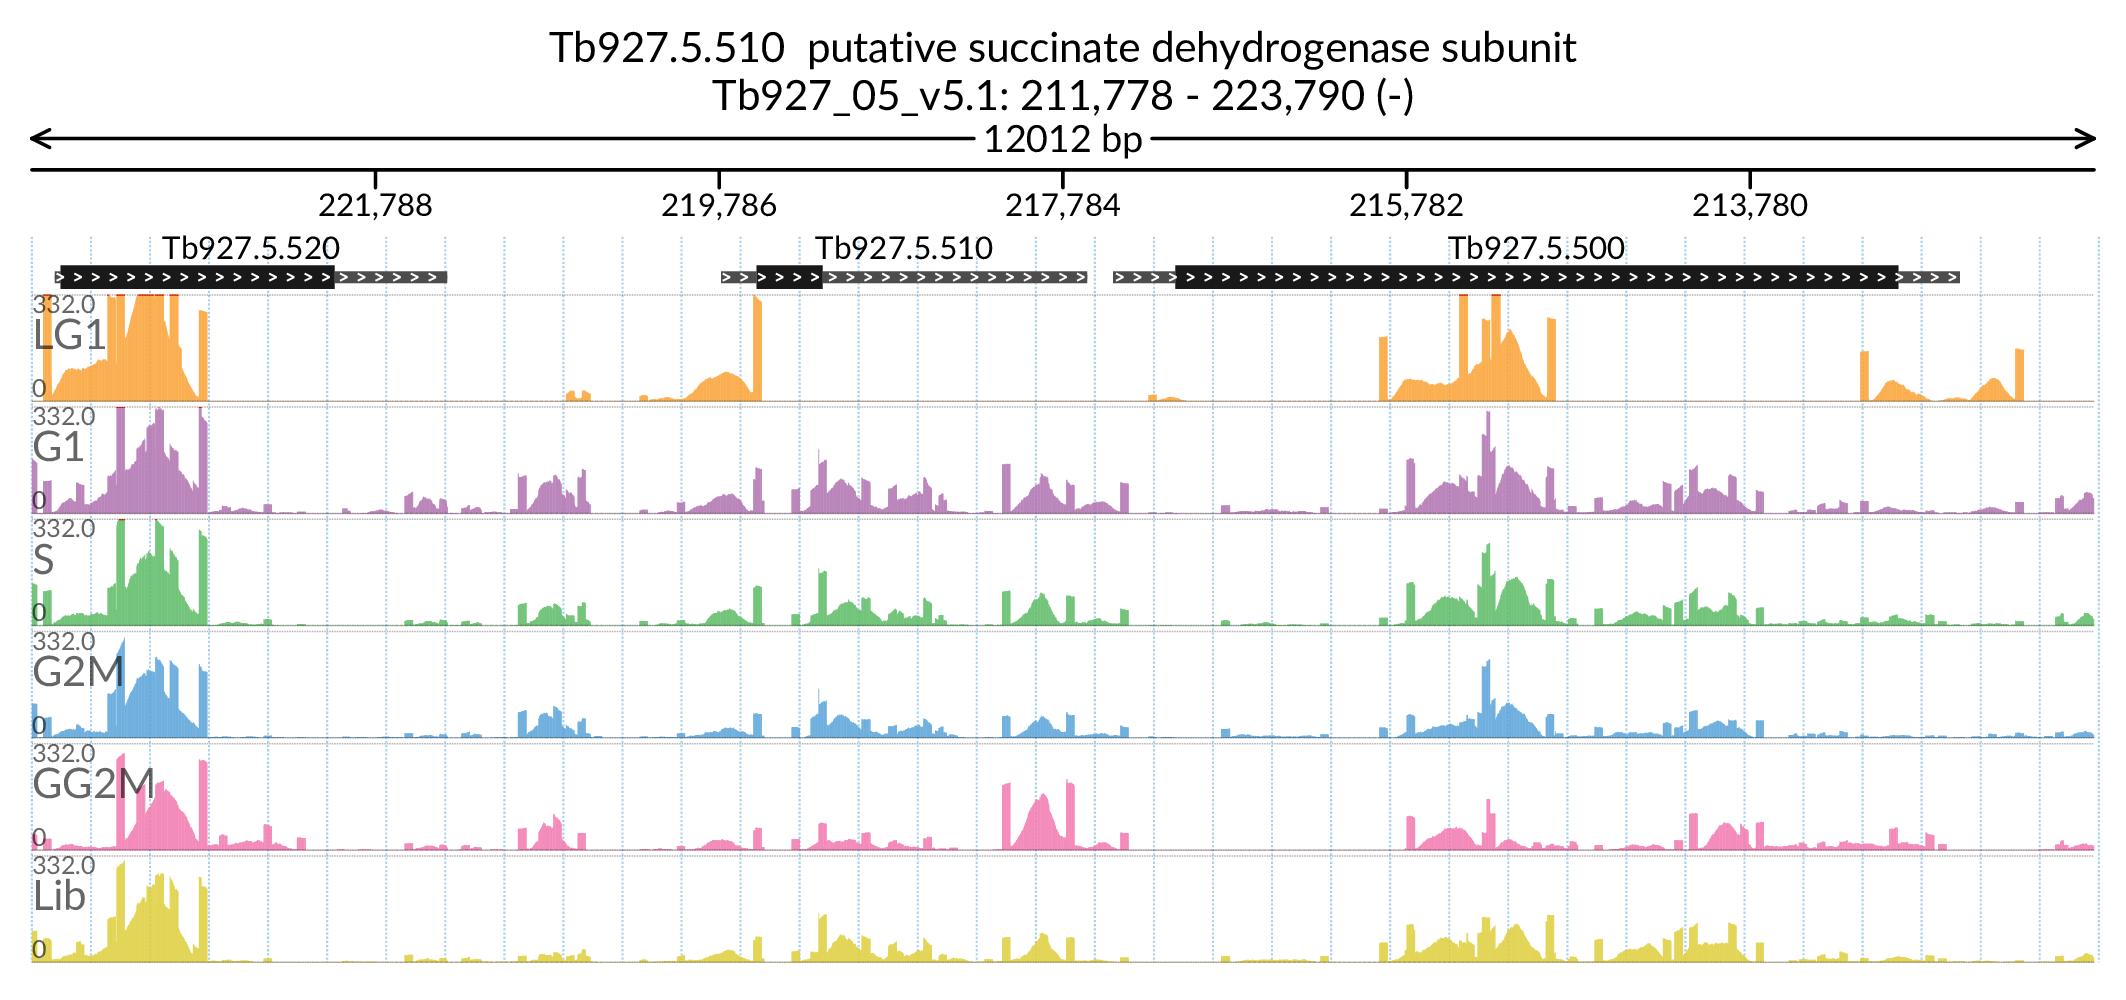 Tb927.5.510  putative succinate dehydrogenase subunit
Tb927_05_v5.1: 211,778 - 223,790 (-)
12012 bp
221,788 219,786 217,784 215,782 213,780
Tb927.5.520 Tb927.5.510 Tb927.5.500
332.0
LG1
0
332.0
G1
0
332.0
S
0
332.0
G2M
0
332.0
GG2M
0
332.0
Lib
0